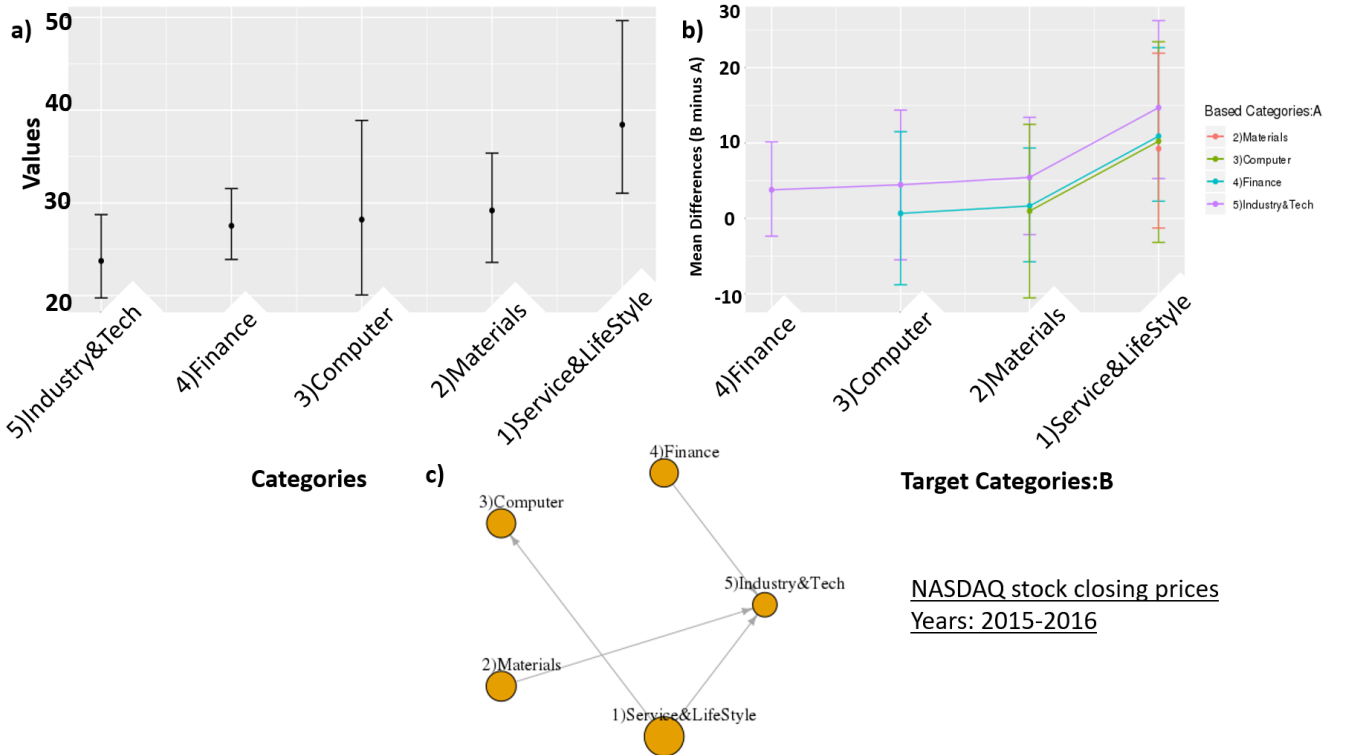 a)
50
40
30
20
Values
5)Industry&Tech
4)Finance
3)Computer
2)Materials
1)Service&LifeStyle
Categories
b)
30
20
10
0
-10
Mean Differences (B minus A)
4)Finance
3)Computer
2)Materials
1)Service&LifeStyle
Target Categories:B
Based Categories:A
2)Materials
3)Computer
4)Finance
5)Industry&Tech
c)
4)Finance
3)Computer
5)Industry&Tech
2)Materials
1)Service&LifeStyle
NASDAQ stock closing prices
Years: 2015-2016